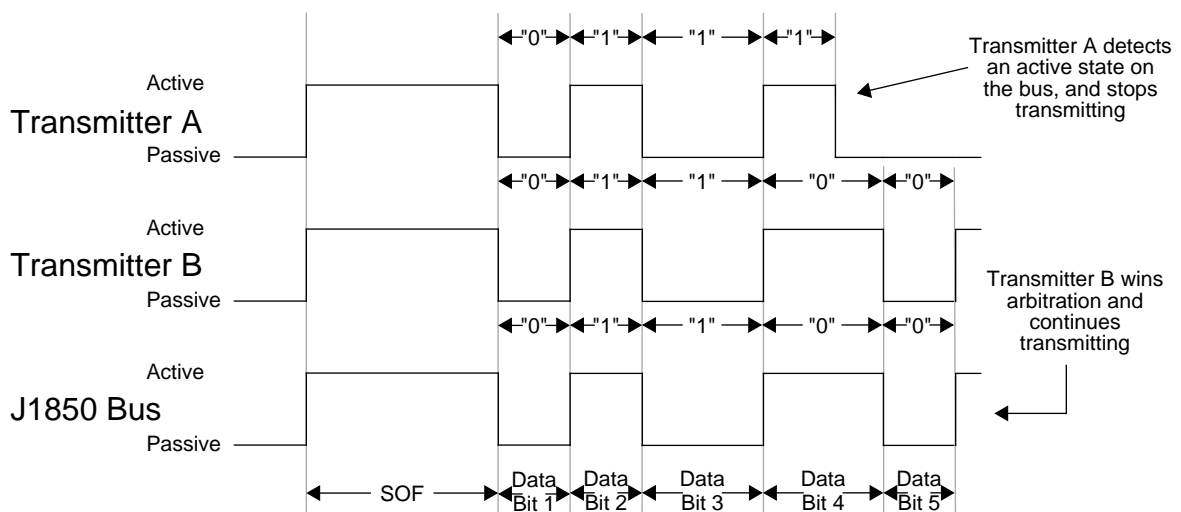 "0" "1" "1" "1"
Transmitter A detects
an active state on
the bus, and stops
transmitting
Active
Transmitter A
Passive
"0" "1" "1" "0" "0"
Active
Transmitter B
Passive
Transmitter B wins
arbitration and
continues
transmitting
"0" "1" "1" "0" "0"
Active
J1850 Bus
Passive
SOF
Data
Bit 1
Data
Bit 2
Data
Bit 3
Data
Bit 4
Data
Bit 5